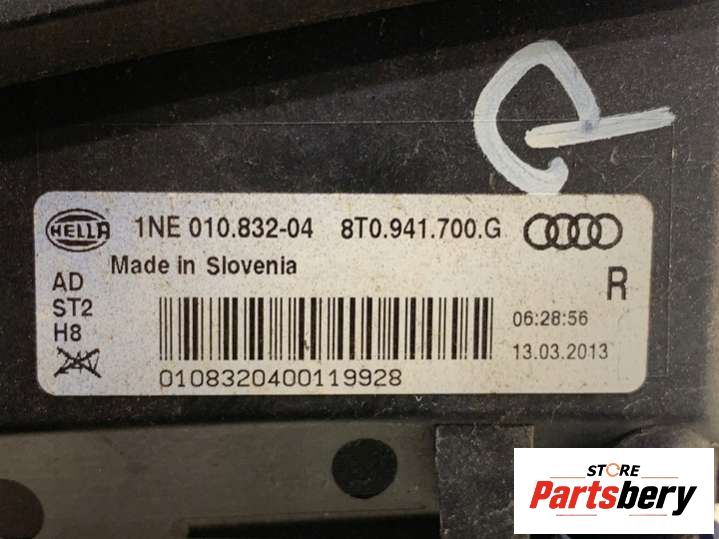 HELLA 1NE 010.832-04 8T0.941.700.G
Made in Slovenia
AD
ST2
H8
R
06:28:56
13.03.2013
0108320400119928
STORE
Partsbery